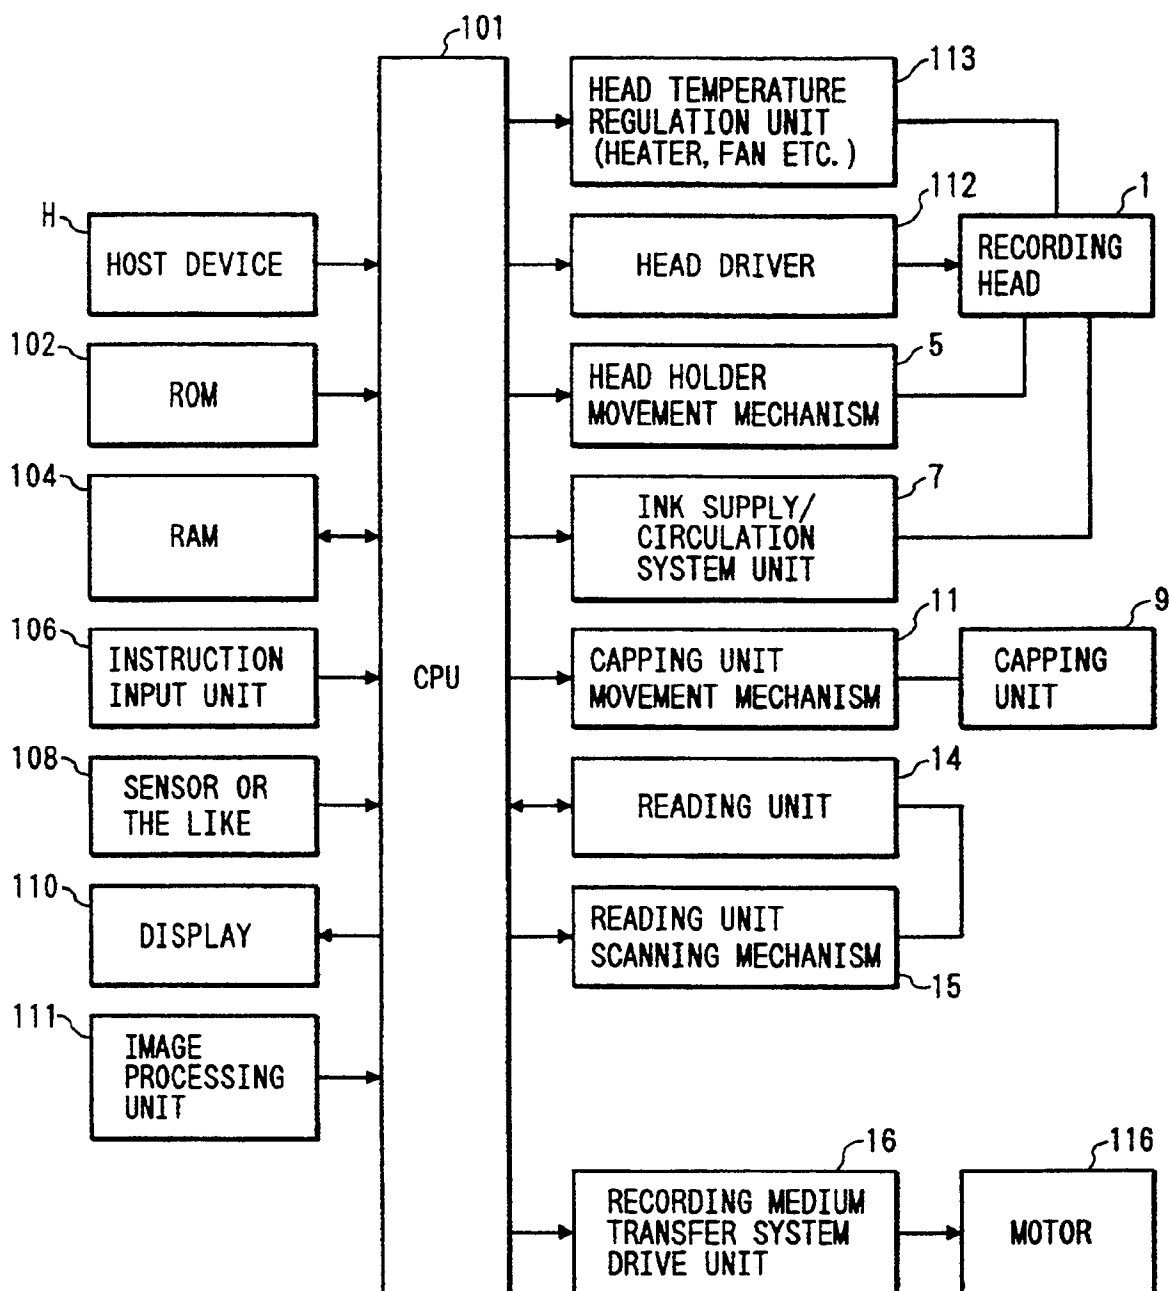 101
113
HEAD TEMPERATURE
REGULATION UNIT
(HEATER, FAN ETC.)
H
HOST DEVICE
112
HEAD DRIVER
1
RECORDING
HEAD
102
ROM
5
HEAD HOLDER
MOVEMENT MECHANISM
104
RAM
7
INK SUPPLY/
CIRCULATION
SYSTEM UNIT
106
INSTRUCTION
INPUT UNIT
CPU
11
CAPPING UNIT
MOVEMENT MECHANISM
9
CAPPING
UNIT
108
SENSOR OR
THE LIKE
14
READING UNIT
110
DISPLAY
READING UNIT
SCANNING MECHANISM
15
111
IMAGE
PROCESSING
UNIT
16
RECORDING MEDIUM
TRANSFER SYSTEM
DRIVE UNIT
116
MOTOR